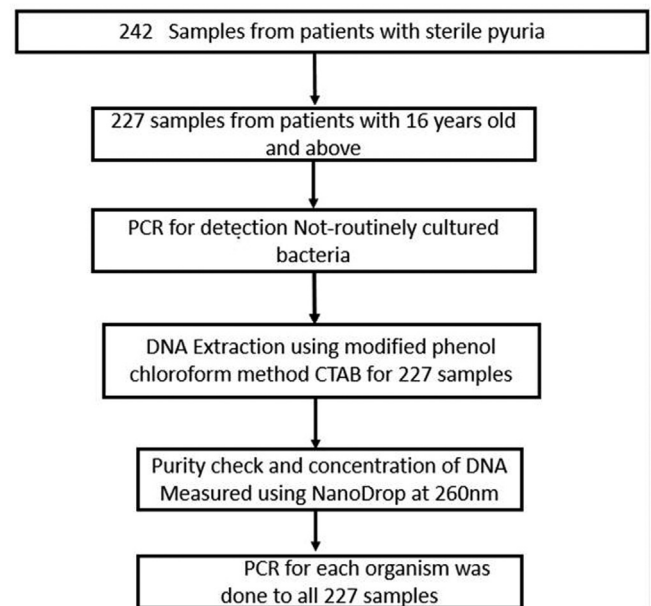 242 Samples from patients with sterile pyuria
227 samples from patients with 16 years old
and above
PCR for detection Not-routinely cultured
bacteria
DNA Extraction using modified phenol
chloroform method CTAB for 227 samples
Purity check and concentration of DNA
Measured using NanoDrop at 260nm
PCR for each organism was
done to all 227 samples